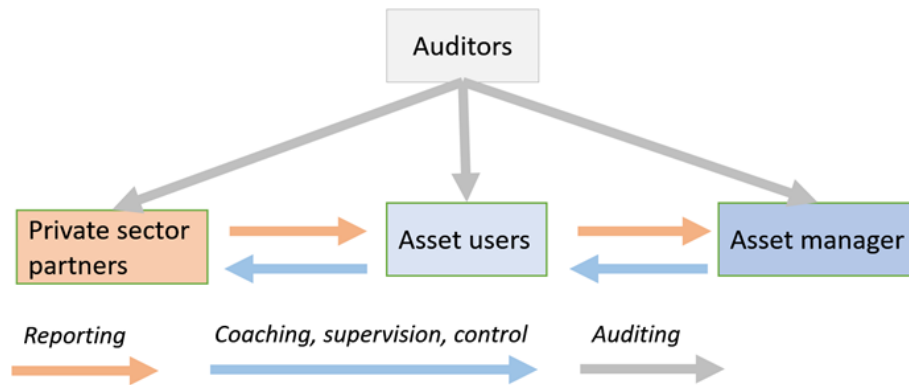 Auditors
Private sector
partners
Asset users
Asset manager
Reporting
Coaching, supervision, control
Auditing